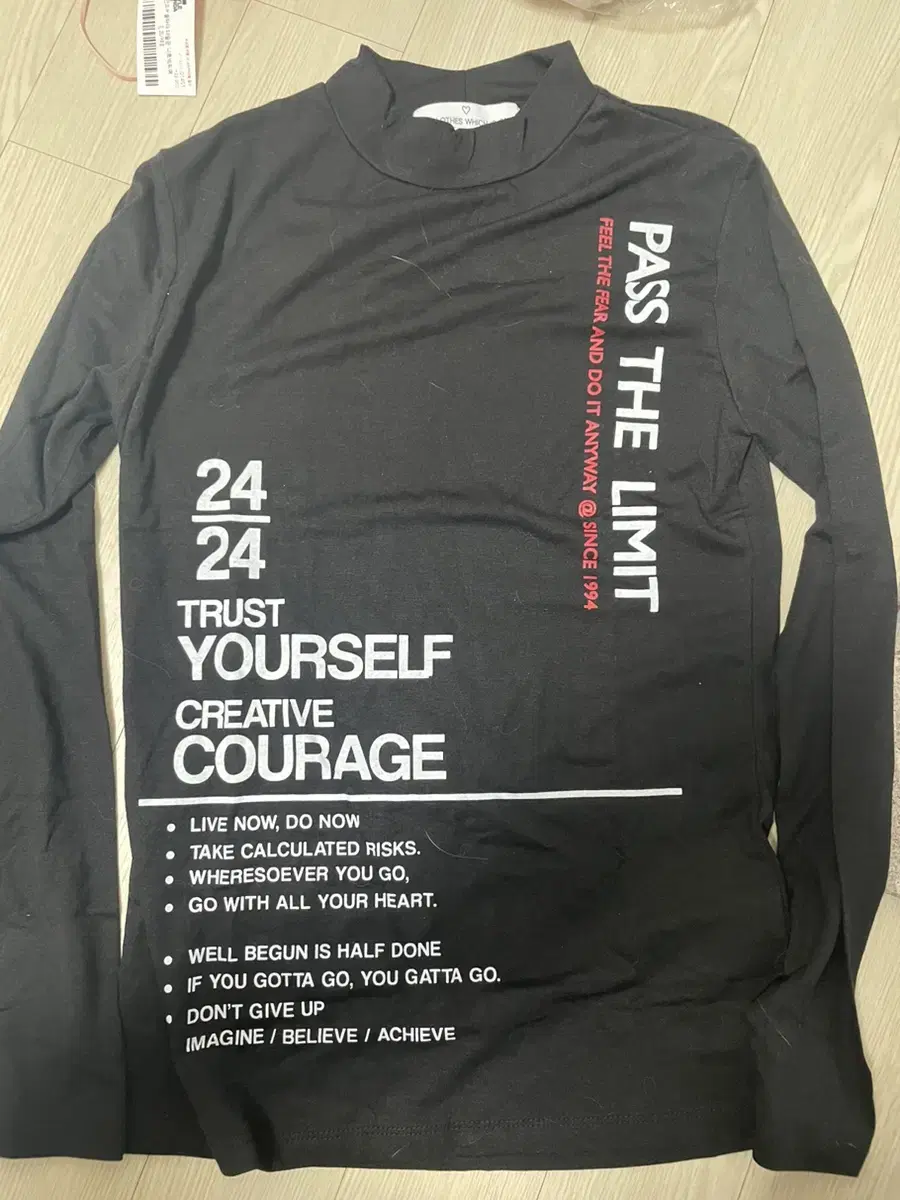 LOTHES WHICH
PASS THE LIMIT
FEEL THE FEAR AND DO IT ANYWAY @ SINCE 1994
24
24
TRUST
YOURSELF
CREATIVE
COURAGE
• LIVE NOW, DO NOW
• TAKE CALCULATED RISKS.
• WHERESOEVER YOU GO,
• GO WITH ALL YOUR HEART.
• WELL BEGUN IS HALF DONE
• IF YOU GOTTA GO, YOU GATTA GO.
• DON'T GIVE UP
IMAGINE / BELIEVE / ACHIEVE